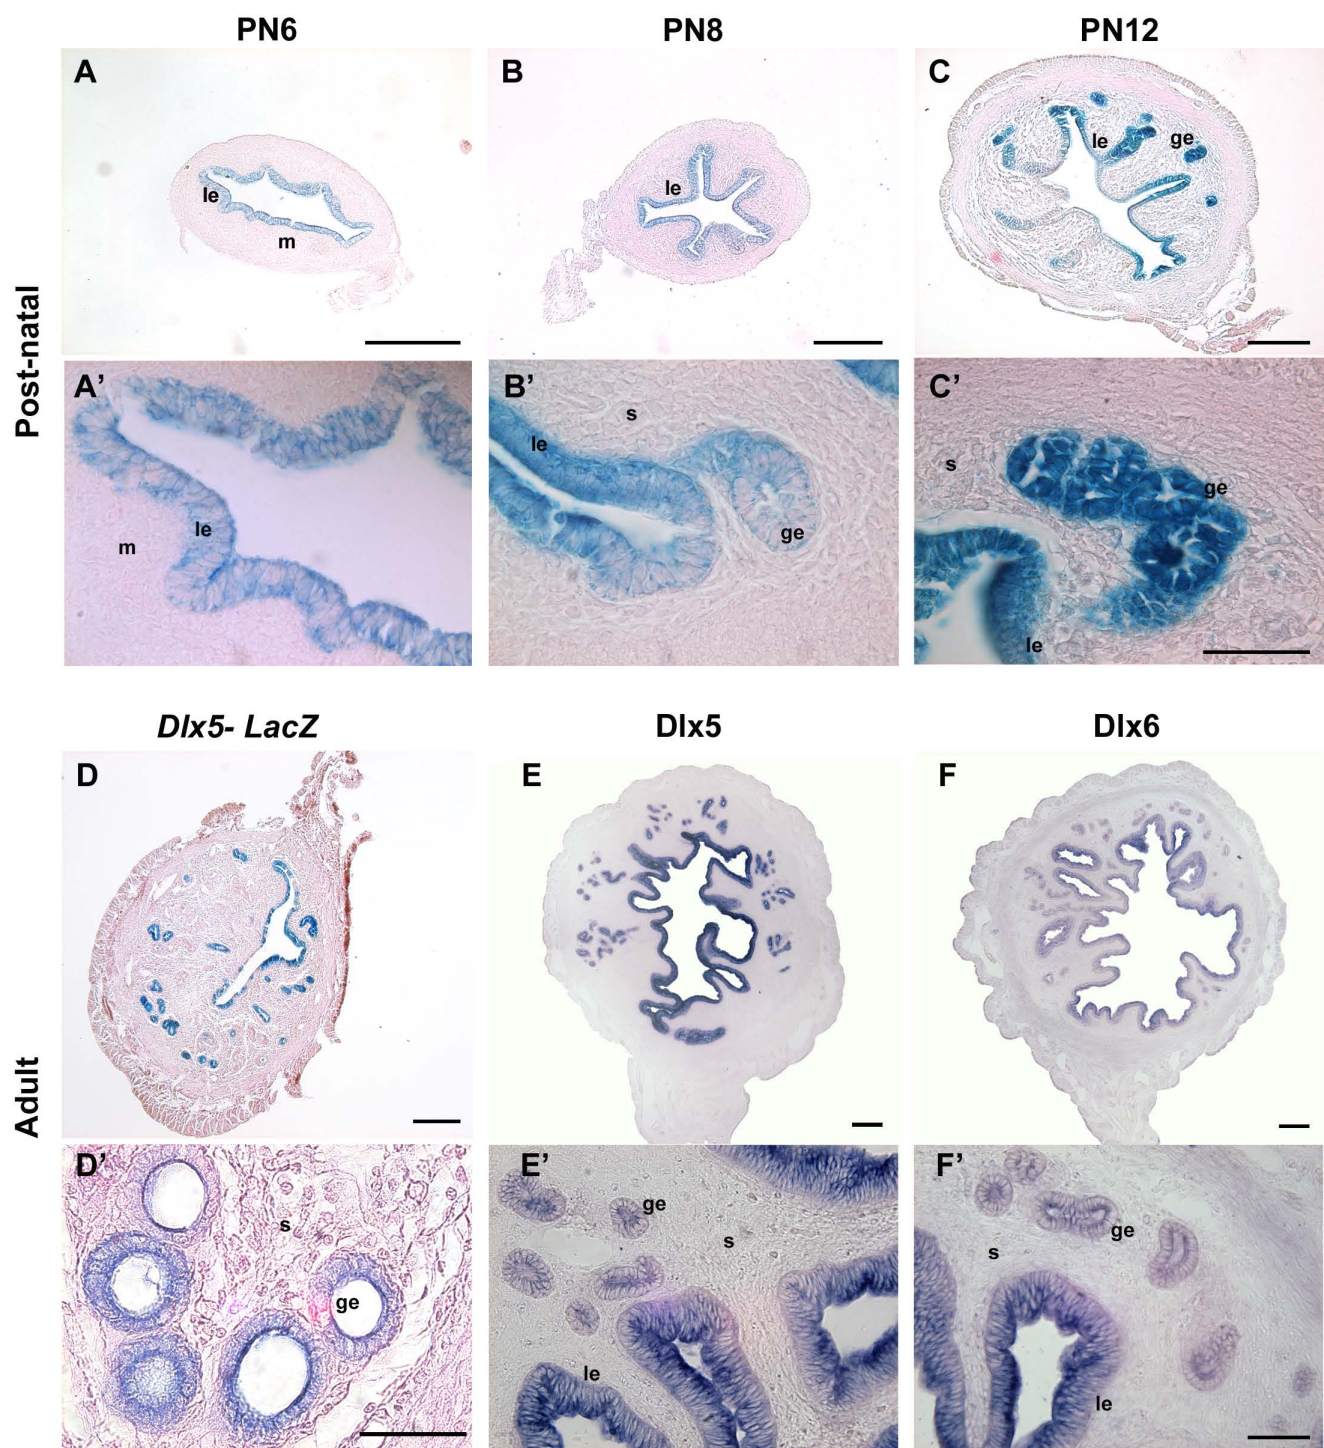 PN6 PN8 PN12
Post-natal
A B C
le m le le ge
A’ B’ C’
le m s le ge s ge le
Dlx5- LacZ Dlx5 Dlx6
Adult
D E F
D’ E’ F’
s ge ge s le ge s le